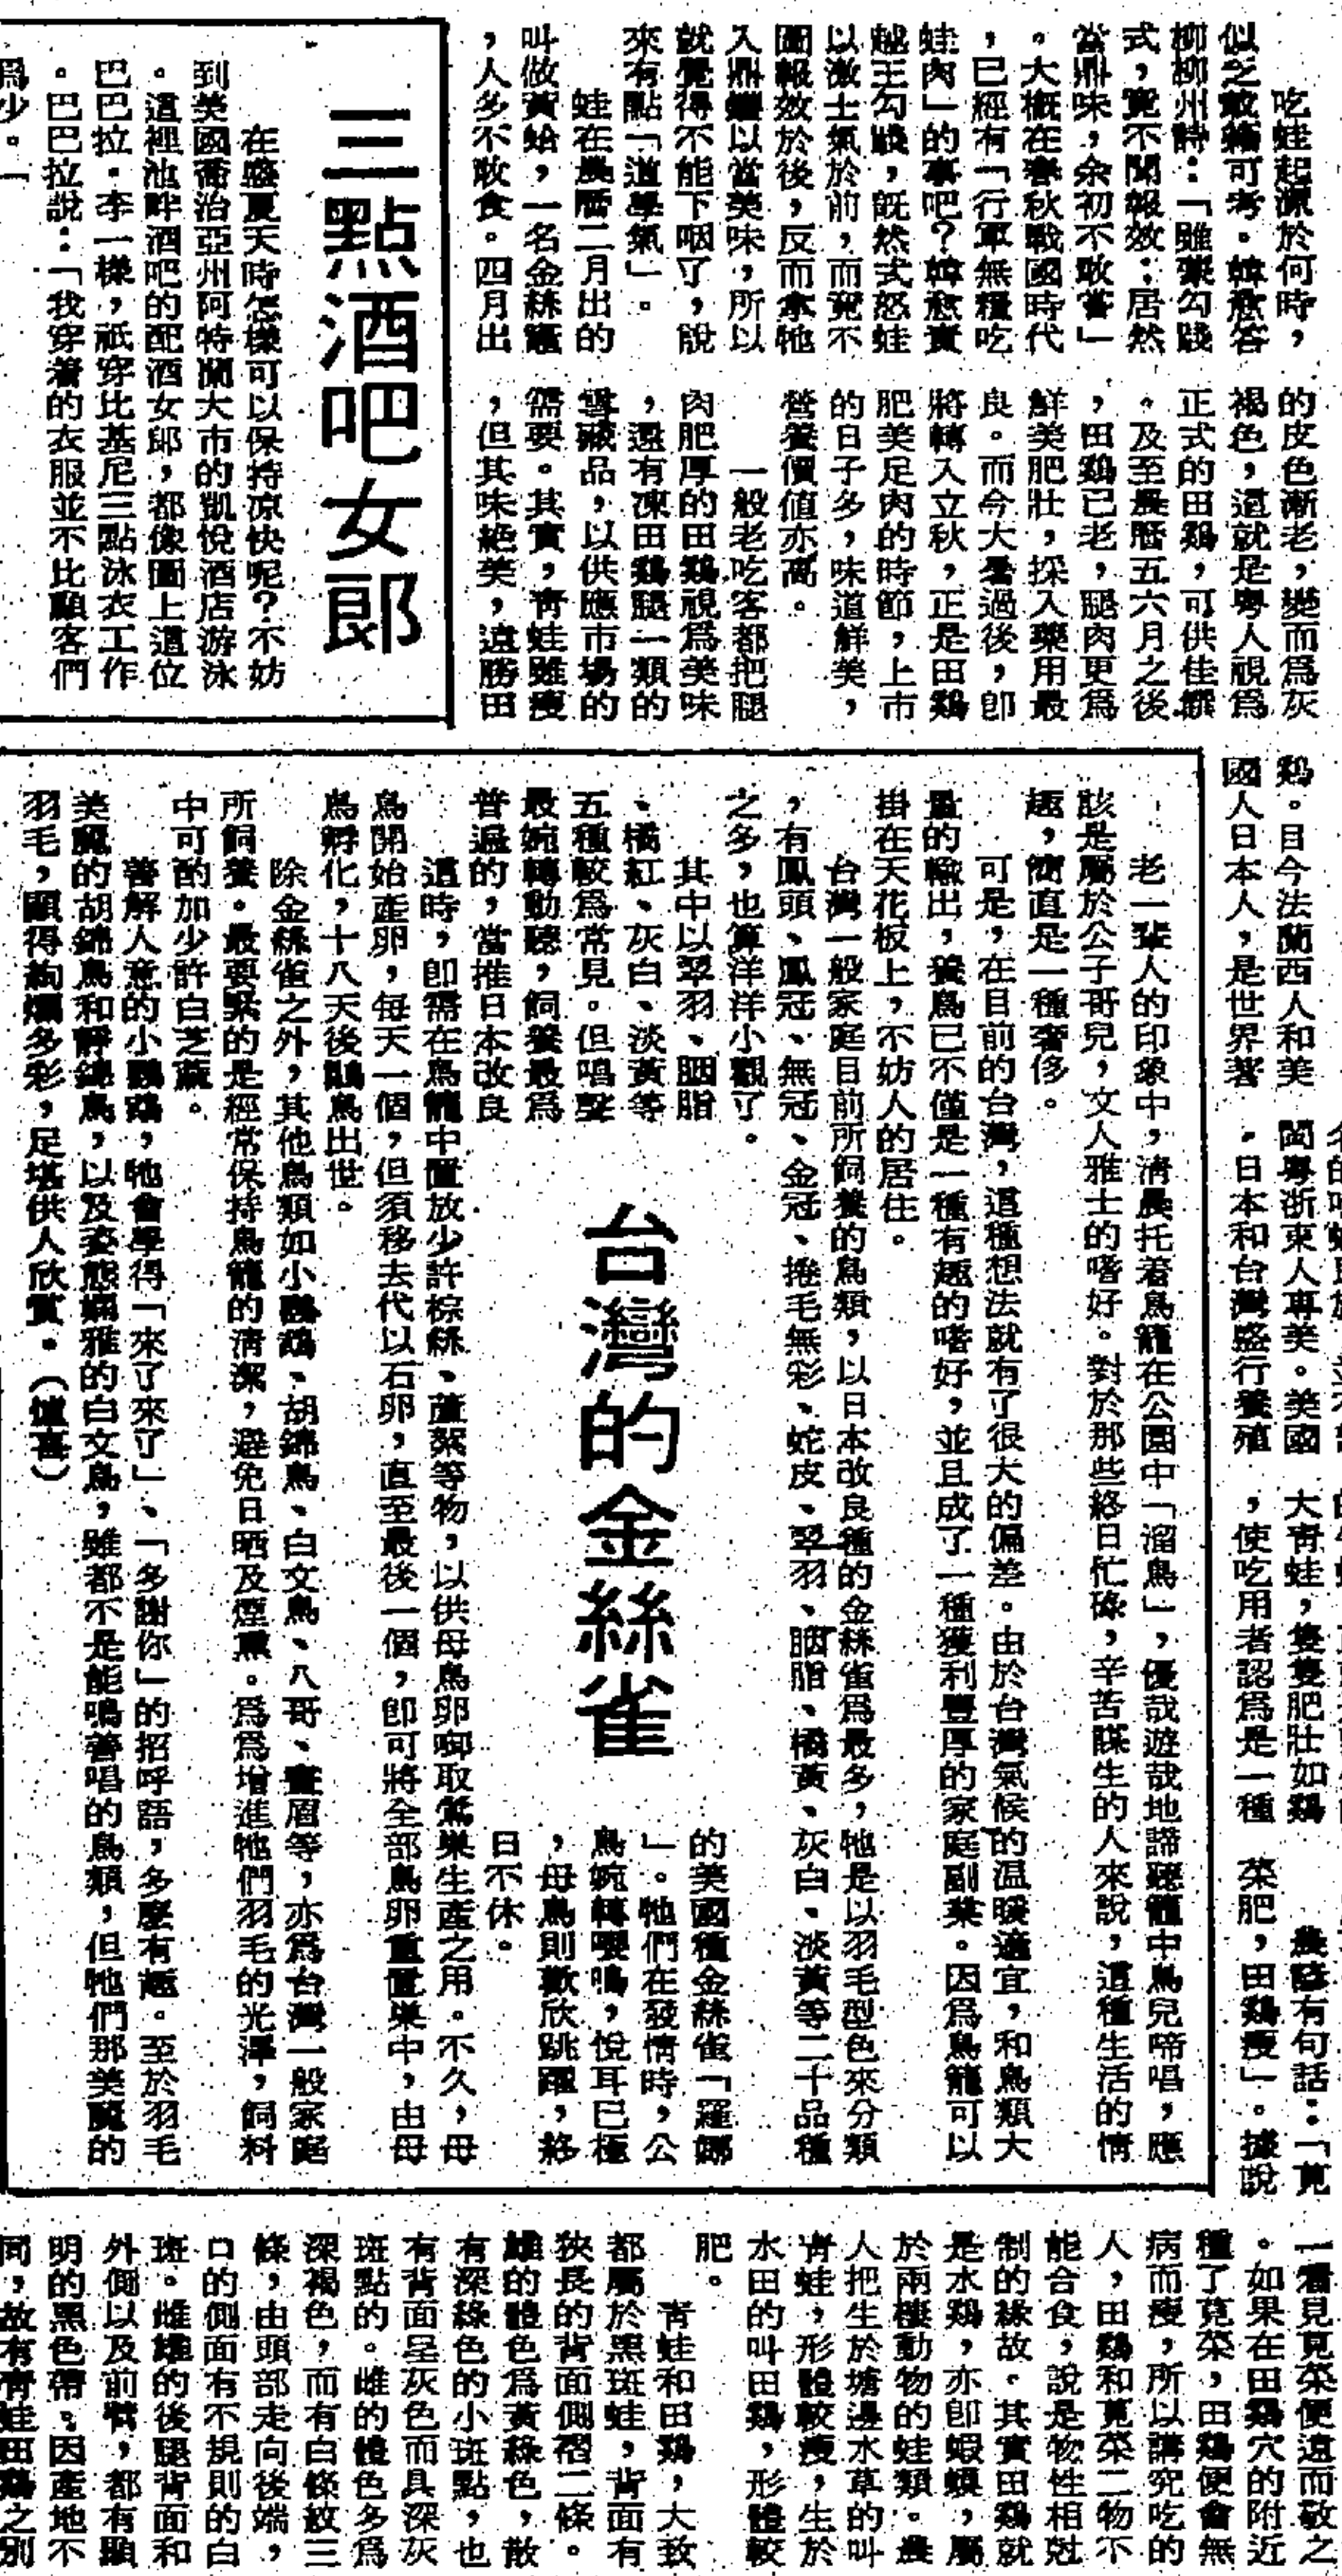 吃蛙起源於何時，
似乏敢籍可考。韓愈答
柳柳州詩：「雖蒙勾踐
式，竟不聞報效；居然
當鼎味，余初不敢嘗」
。大概在春秋戰國時代
，已經有「行軍無糧吃
蛙肉」的事吧？韓愈責
越王勾踐，既然式怒蛙
以激士氣於前，而竟不
圖報效於後，反而拿牠
入鼎鑊以當美味，所以
就覺得不能下咽了，說
來有點「道學氣」。
蛙在農曆二月出的
叫做黃蛤，一名金絲竈
，人多不敢食。四月出
的皮色漸老，變而爲灰
褐色，這就是粵人視爲
正式的田鷄，可供佳饌
。及至農曆五六月之後
，田鷄已老，腿肉更爲
鮮美肥壯，採入藥用最
良。而今大暑過後，卽
將轉入立秋，正是田鷄
肥美足肉的時節，上市
的日子多，味道鮮美，
營養價值亦高。
一般老吃客都把腿
肉肥厚的田鷄視爲美味
，還有凍田鷄腿一類的
雪藏品，以供應市場的
需要。其實，靑蛙雖瘦
，但其味絶美，遠勝田
鷄。目今法蘭西人和美
國人日本人，是世界著
閩粵浙東人專美。美國
，日本和台灣盛行養殖
大靑蛙，隻隻肥壯如鷄
，使吃用者認爲是一種
農諺有句話：「莧
菜肥，田鷄瘦」。據說
一看見莧菜便遠而敬之
。如果在田鷄穴的附近
種了莧菜，田鷄便會無
病而瘦，所以講究吃的
人，田鷄和莧菜二物不
能合食，說是物性相尅
制的緣故。其實田鷄就
是水鷄，亦卽蝦蟆，屬
於兩棲動物的蛙類。農
人把生於塘邊水草的叫
靑蛙，形體較瘦，生於
水田的叫田鷄，形體較
肥。
靑蛙和田鷄，大致
都屬於黑斑蛙，背面有
狹長的背面側褶二條。
雄的體色爲黃綠色，散
有深綠色的小斑點，也
有背面呈灰色而具深灰
斑點的。雌的體色多爲
深褐色，而有白條紋三
條，由頭部走向後端，
口的側面有不規則的白
斑。雌雄的後腿背面和
外側以及前臂，都有顯
明的黑色帶。因產地不
同，故有靑蛙田鷄之別
三點酒吧女郎
在盛夏天時怎樣可以保持涼快呢？不妨
到美國喬治亞州阿特蘭大市的凱悅酒店游泳
。這裡池畔酒吧的配酒女郞，都像圖上這位
巴巴拉·李一樣，祇穿比基尼三點泳衣工作
。巴巴拉說：「我穿着的衣服並不比顧客們
爲少。」
台灣的金絲雀
老一輩人的印象中，淸晨托着鳥籠在公園中「溜鳥」，優哉遊哉地諦聽籠中鳥兒啼唱，應
該是屬於公子哥兒，文人雅士的嗜好。對於那些終日忙碌，辛苦謀生的人來說，這種生活的情
趣，簡直是一種奢侈。
可是，在目前的台灣，這種想法就有了很大的偏差。由於台灣氣候的温暖適宜，和鳥類大
量的輸出，養鳥已不僅是一種有趣的嗜好，並且成了一種獲利豐厚的家庭副業。因爲鳥籠可以
掛在天花板上，不妨人的居住。
台灣一般家庭目前所飼養的鳥類，以日本改良種的金絲雀爲最多，牠是以羽毛型色來分類
，有鳳頭、鳳冠、無冠、金冠、捲毛無彩、蛇皮、翠羽、胭脂、橘黃、灰白、淡黃等二十品種
之多，也算洋洋小觀了。
其中以翠羽、胭脂
、橘紅、灰白、淡黃等
五種較爲常見。但鳴聲
最婉轉動聽，飼養最爲
普遍的，當推日本改良
的美國種金絲雀「羅娜
」。牠們在發情時，公
鳥婉轉嚶鳴，悅耳已極
，母鳥則歡欣跳躍，終
日不休。
這時，卽需在鳥籠中置放少許棕絲、蘆絮等物，以供母鳥卵啣取鶯巢生產之用。不久，母
鳥開始產卵，每天一個，但須移去代以石卵，直至最後一個，卽可將全部鳥卵重置巢中，由母
鳥孵化，十八天後鶵鳥出世。
除金絲雀之外，其他鳥類如小鸚鵡、胡錦鳥、白文鳥、八哥、畫眉等，亦爲台灣一般家庭
所飼養。最要緊的是經常保持鳥籠的淸潔，避免日晒及煙熏。爲爲增進牠們羽毛的光澤，飼料
中可酌加少許白芝蔴。
善解人意的小鸚鵡，牠會學得「來了來了」、「多謝你」的招呼語，多麼有趣。至於羽毛
美麗的胡錦鳥和靜錦鳥，以及姿態嫻雅的白文鳥，雖都不是能鳴善唱的鳥類，但牠們那美麗的
羽毛，顯得絢爛多彩，足堪供人欣賞。